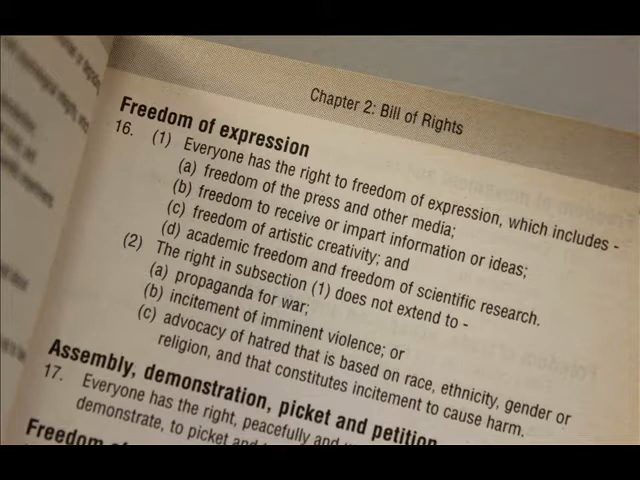 Chapter 2: Bill of Rights
Freedom of expression
16. (1) Everyone has the right to freedom of expression, which includes -
(a) freedom of the press and other media;
(b) freedom to receive or impart information or ideas;
(c) freedom of artistic creativity; and
(d) academic freedom and freedom of scientific research.
(2) The right in subsection (1) does not extend to -
(a) propaganda for war;
(b) incitement of imminent violence; or
(c) advocacy of hatred that is based on race, ethnicity, gender or
religion, and that constitutes incitement to cause harm.
Assembly, demonstration, picket and petition
17. Everyone has the right, peacefully and
demonstrate, to picket and
Freedom